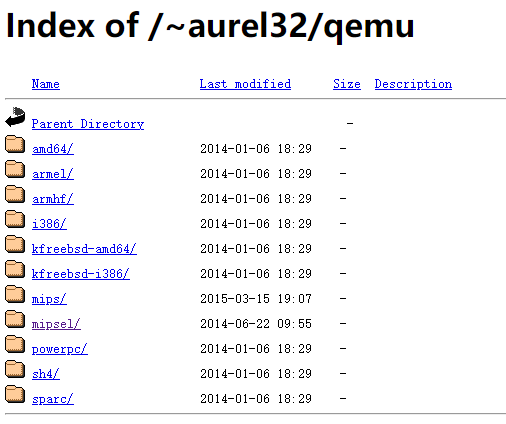 Index of /~aurel32/qemu
Name Last modified Size Description
Parent Directory -
amd64/ 2014-01-06 18:29 -
armel/ 2014-01-06 18:29 -
armhf/ 2014-01-06 18:29 -
i386/ 2014-01-06 18:29 -
kfreebsd-amd64/ 2014-01-06 18:29 -
kfreebsd-i386/ 2014-01-06 18:29 -
mips/ 2015-03-15 19:07 -
mipsel/ 2014-06-22 09:55 -
powerpc/ 2014-01-06 18:29 -
sh4/ 2014-01-06 18:29 -
sparc/ 2014-01-06 18:29 -